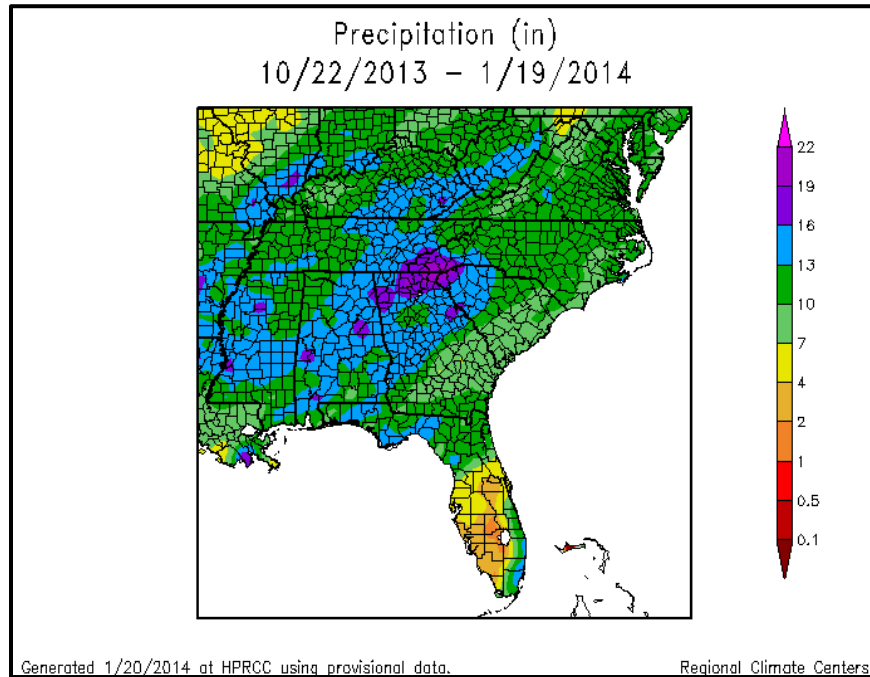 Precipitation (in)
10/22/2013 – 1/19/2014
22
19
16
13
10
7
4
2
1
0.5
0.1
Generated 1/20/2014 at HPRCC using provisional data.
Regional Climate Centers